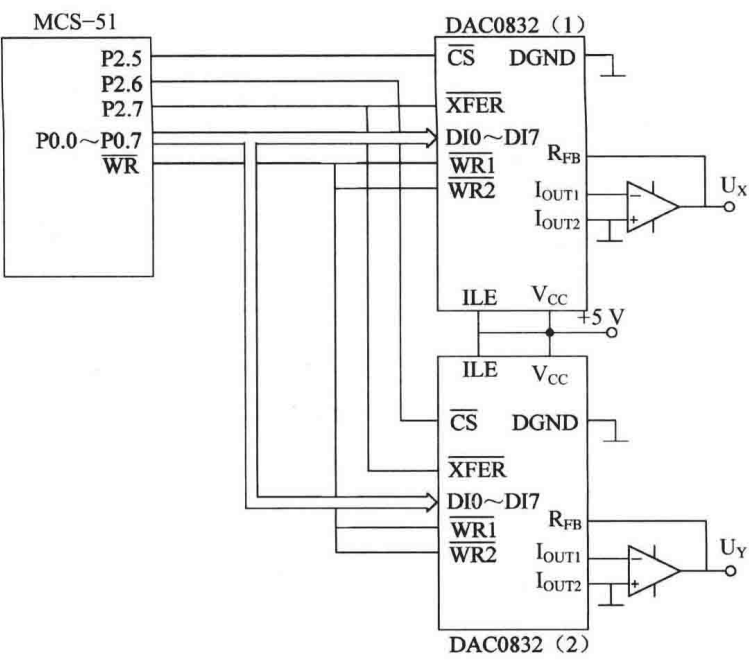 MCS-51
P2.5
P2.6
P2.7
P0.0～P0.7
WR
DAC0832（1）
CS
DGND
XFER
DI0～DI7
WR1
WR2
RFB
IOUT1
IOUT2
−
+
UX
ILE
VCC
+5 V
ILE
VCC
CS
DGND
XFER
DI0～DI7
WR1
WR2
RFB
IOUT1
IOUT2
−
+
UY
DAC0832（2）